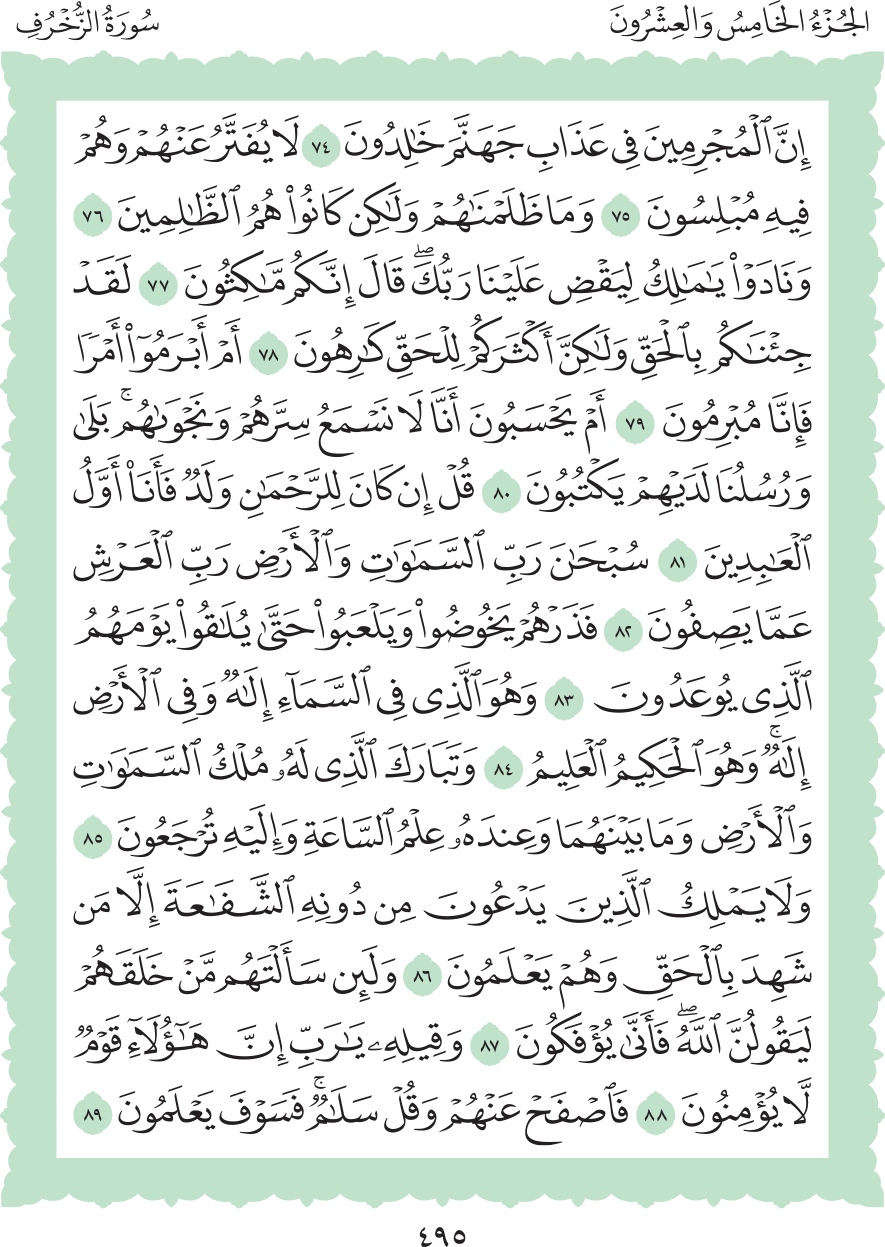 الجُزْءُ الخَامِسُ وَالعِشْرُونَ
سُورَةُ الزُّخْرُفِ
إِنَّ ٱلْمُجْرِمِينَ فِى عَذَابِ جَهَنَّمَ خَٰلِدُونَ ٧٤ لَا يُفَتَّرُ عَنْهُمْ وَهُمْ
فِيهِ مُبْلِسُونَ ٧٥ وَمَا ظَلَمْنَٰهُمْ وَلَٰكِن كَانُوا۟ هُمُ ٱلظَّٰلِمِينَ ٧٦
وَنَادَوْا۟ يَٰمَٰلِكُ لِيَقْضِ عَلَيْنَا رَبُّكَ ۖ قَالَ إِنَّكُم مَّٰكِثُونَ ٧٧ لَقَدْ
جِئْنَٰكُم بِٱلْحَقِّ وَلَٰكِنَّ أَكْثَرَكُمْ لِلْحَقِّ كَٰرِهُونَ ٧٨ أَمْ أَبْرَمُوٓا۟ أَمْرًا
فَإِنَّا مُبْرِمُونَ ٧٩ أَمْ يَحْسَبُونَ أَنَّا لَا نَسْمَعُ سِرَّهُمْ وَنَجْوَىٰهُم ۚ بَلَىٰ
وَرُسُلُنَا لَدَيْهِمْ يَكْتُبُونَ ٨٠ قُلْ إِن كَانَ لِلرَّحْمَٰنِ وَلَدٌ فَأَنَا۠ أَوَّلُ
ٱلْعَٰبِدِينَ ٨١ سُبْحَٰنَ رَبِّ ٱلسَّمَٰوَٰتِ وَٱلْأَرْضِ رَبِّ ٱلْعَرْشِ
عَمَّا يَصِفُونَ ٨٢ فَذَرْهُمْ يَخُوضُوا۟ وَيَلْعَبُوا۟ حَتَّىٰ يُلَٰقُوا۟ يَوْمَهُمُ
ٱلَّذِى يُوعَدُونَ ٨٣ وَهُوَ ٱلَّذِى فِى ٱلسَّمَآءِ إِلَٰهٌ وَفِى ٱلْأَرْضِ
إِلَٰهٌ ۚ وَهُوَ ٱلْحَكِيمُ ٱلْعَلِيمُ ٨٤ وَتَبَارَكَ ٱلَّذِى لَهُۥ مُلْكُ ٱلسَّمَٰوَٰتِ
وَٱلْأَرْضِ وَمَا بَيْنَهُمَا وَعِندَهُۥ عِلْمُ ٱلسَّاعَةِ وَإِلَيْهِ تُرْجَعُونَ ٨٥
وَلَا يَمْلِكُ ٱلَّذِينَ يَدْعُونَ مِن دُونِهِ ٱلشَّفَٰعَةَ إِلَّا مَن
شَهِدَ بِٱلْحَقِّ وَهُمْ يَعْلَمُونَ ٨٦ وَلَئِن سَأَلْتَهُم مَّنْ خَلَقَهُمْ
لَيَقُولُنَّ ٱللَّهُ ۖ فَأَنَّىٰ يُؤْفَكُونَ ٨٧ وَقِيلِهِۦ يَٰرَبِّ إِنَّ هَٰٓؤُلَآءِ قَوْمٌ
لَّا يُؤْمِنُونَ ٨٨ فَٱصْفَحْ عَنْهُمْ وَقُلْ سَلَٰمٌ ۚ فَسَوْفَ يَعْلَمُونَ ٨٩
٤٩٥